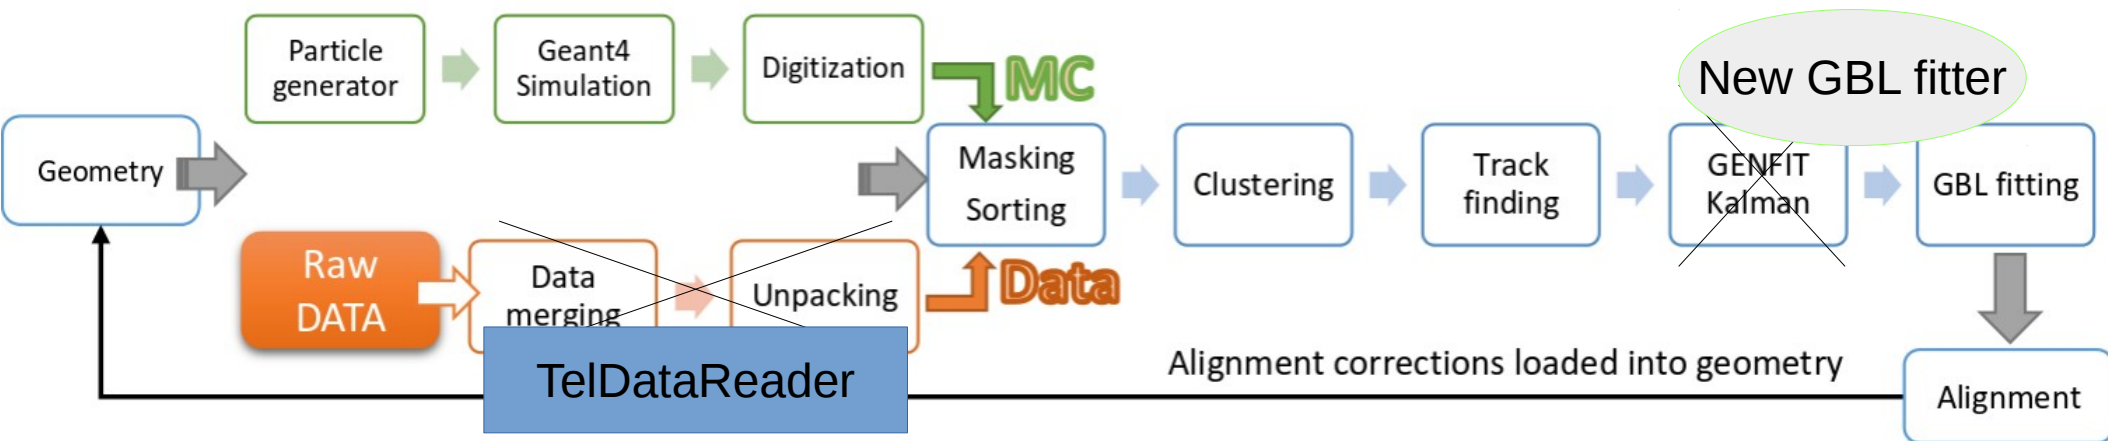 Geometry
Particle
generator
Geant4
Simulation
Digitization
MC
Raw
DATA
Data
merging
Unpacking
Data
TelDataReader
Masking
Sorting
Clustering
Track
finding
New GBL fitter
GENFIT
Kalman
GBL fitting
Alignment corrections loaded into geometry
Alignment